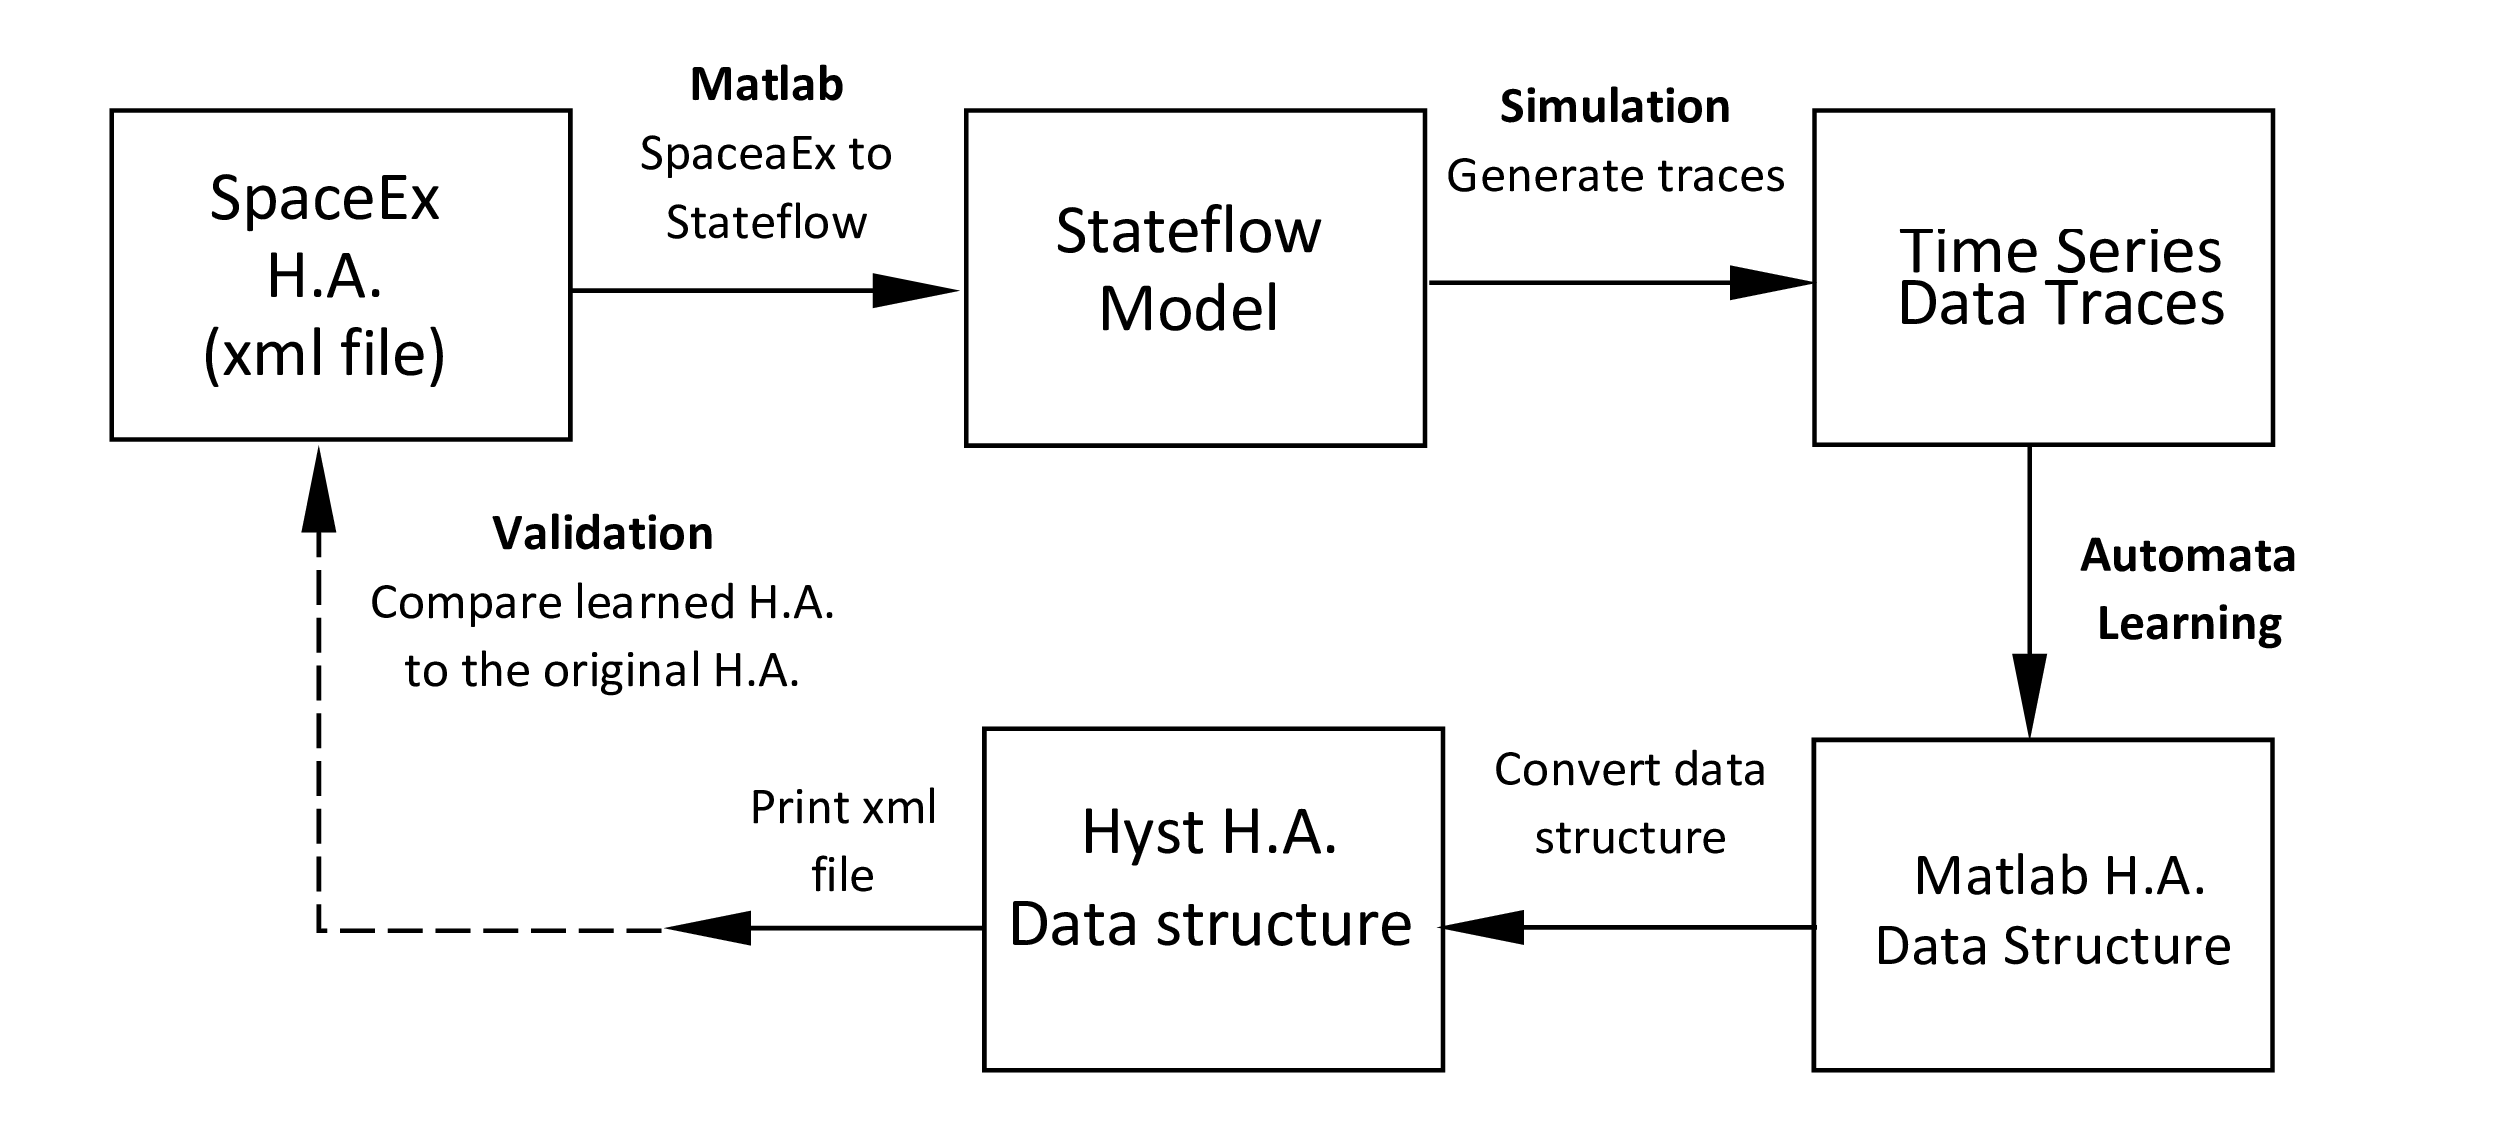 SpaceEx
H.A.
(xml file)
Matlab
SpaceaEx to
Stateflow
Stateflow
Model
Simulation
Generate traces
Time Series
Data Traces
Automata
Learning
Matlab H.A.
Data Structure
Convert data
structure
Hyst H.A.
Data structure
Print xml
file
Validation
Compare learned H.A.
to the original H.A.